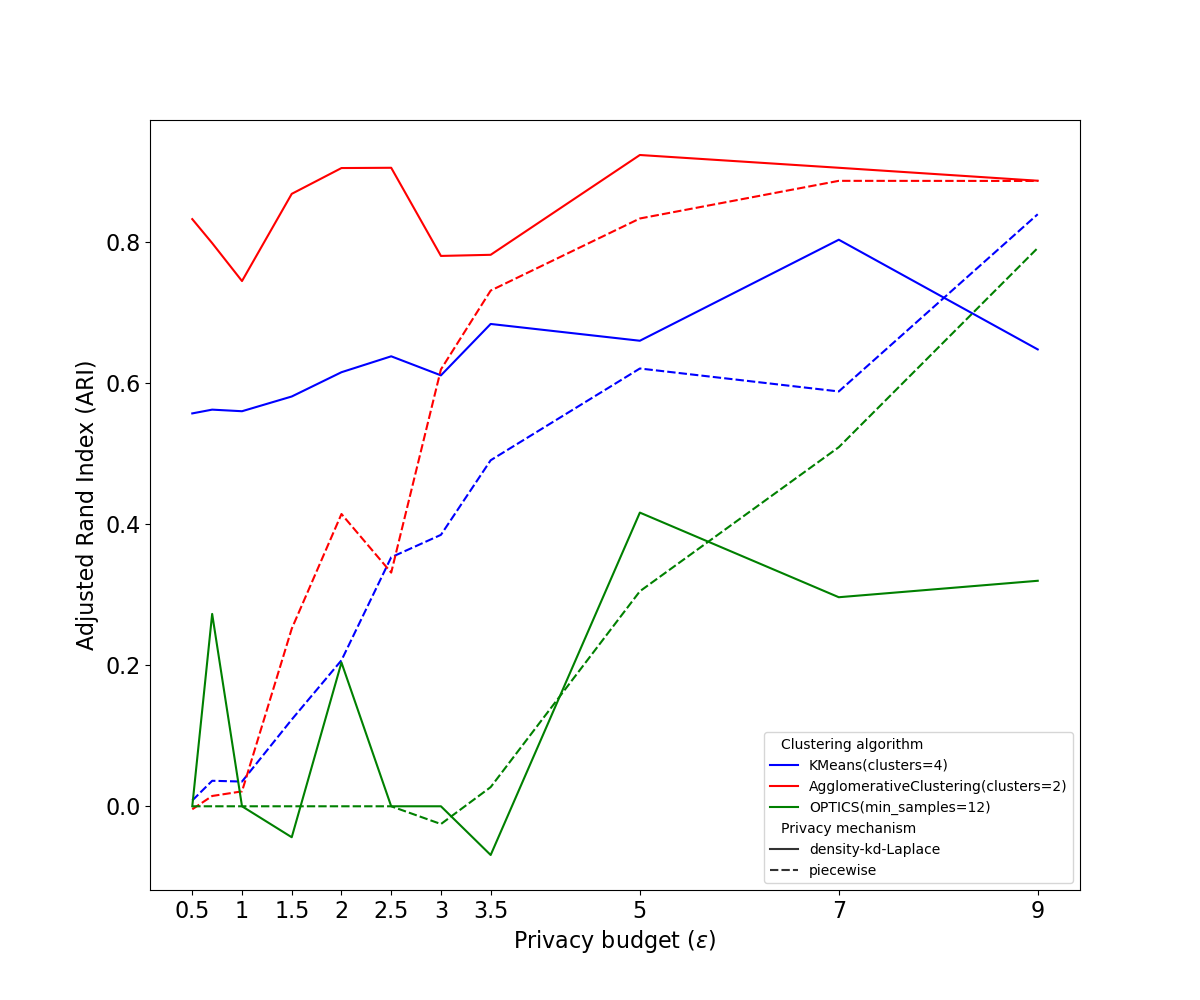 0.8
0.6
0.4
0.2
0.0
Adjusted Rand Index (ARI)
Clustering algorithm
KMeans(clusters=4)
AgglomerativeClustering(clusters=2)
OPTICS(min_samples=12)
Privacy mechanism
density-kd-Laplace
piecewise
0.5 1 1.5 2 2.5 3 3.5 5 7 9
Privacy budget (ε)